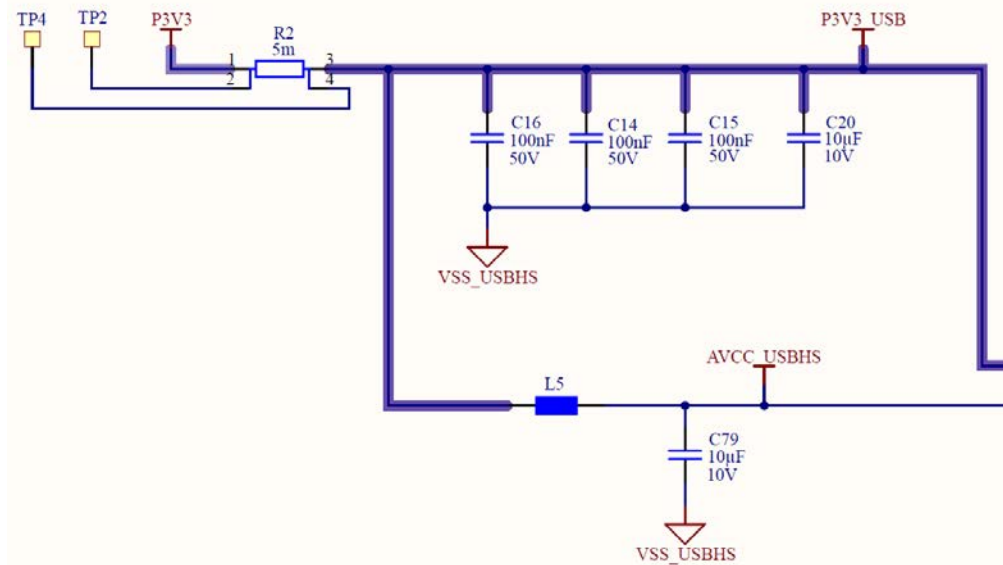 TP4
TP2
P3V3
R2
5m
1
2
3
4
P3V3_USB
C16
100nF
50V
C14
100nF
50V
C15
100nF
50V
C20
10µF
10V
VSS_USBHS
AVCC_USBHS
L5
C79
10µF
10V
VSS_USBHS